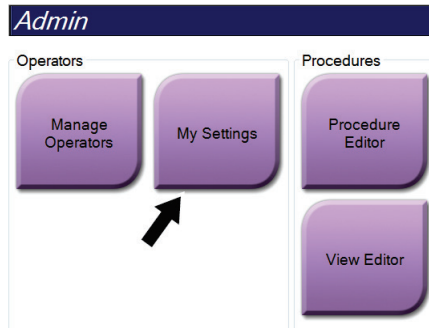 Admin
Operators
Manage
Operators
My Settings
Procedures
Procedure
Editor
View Editor